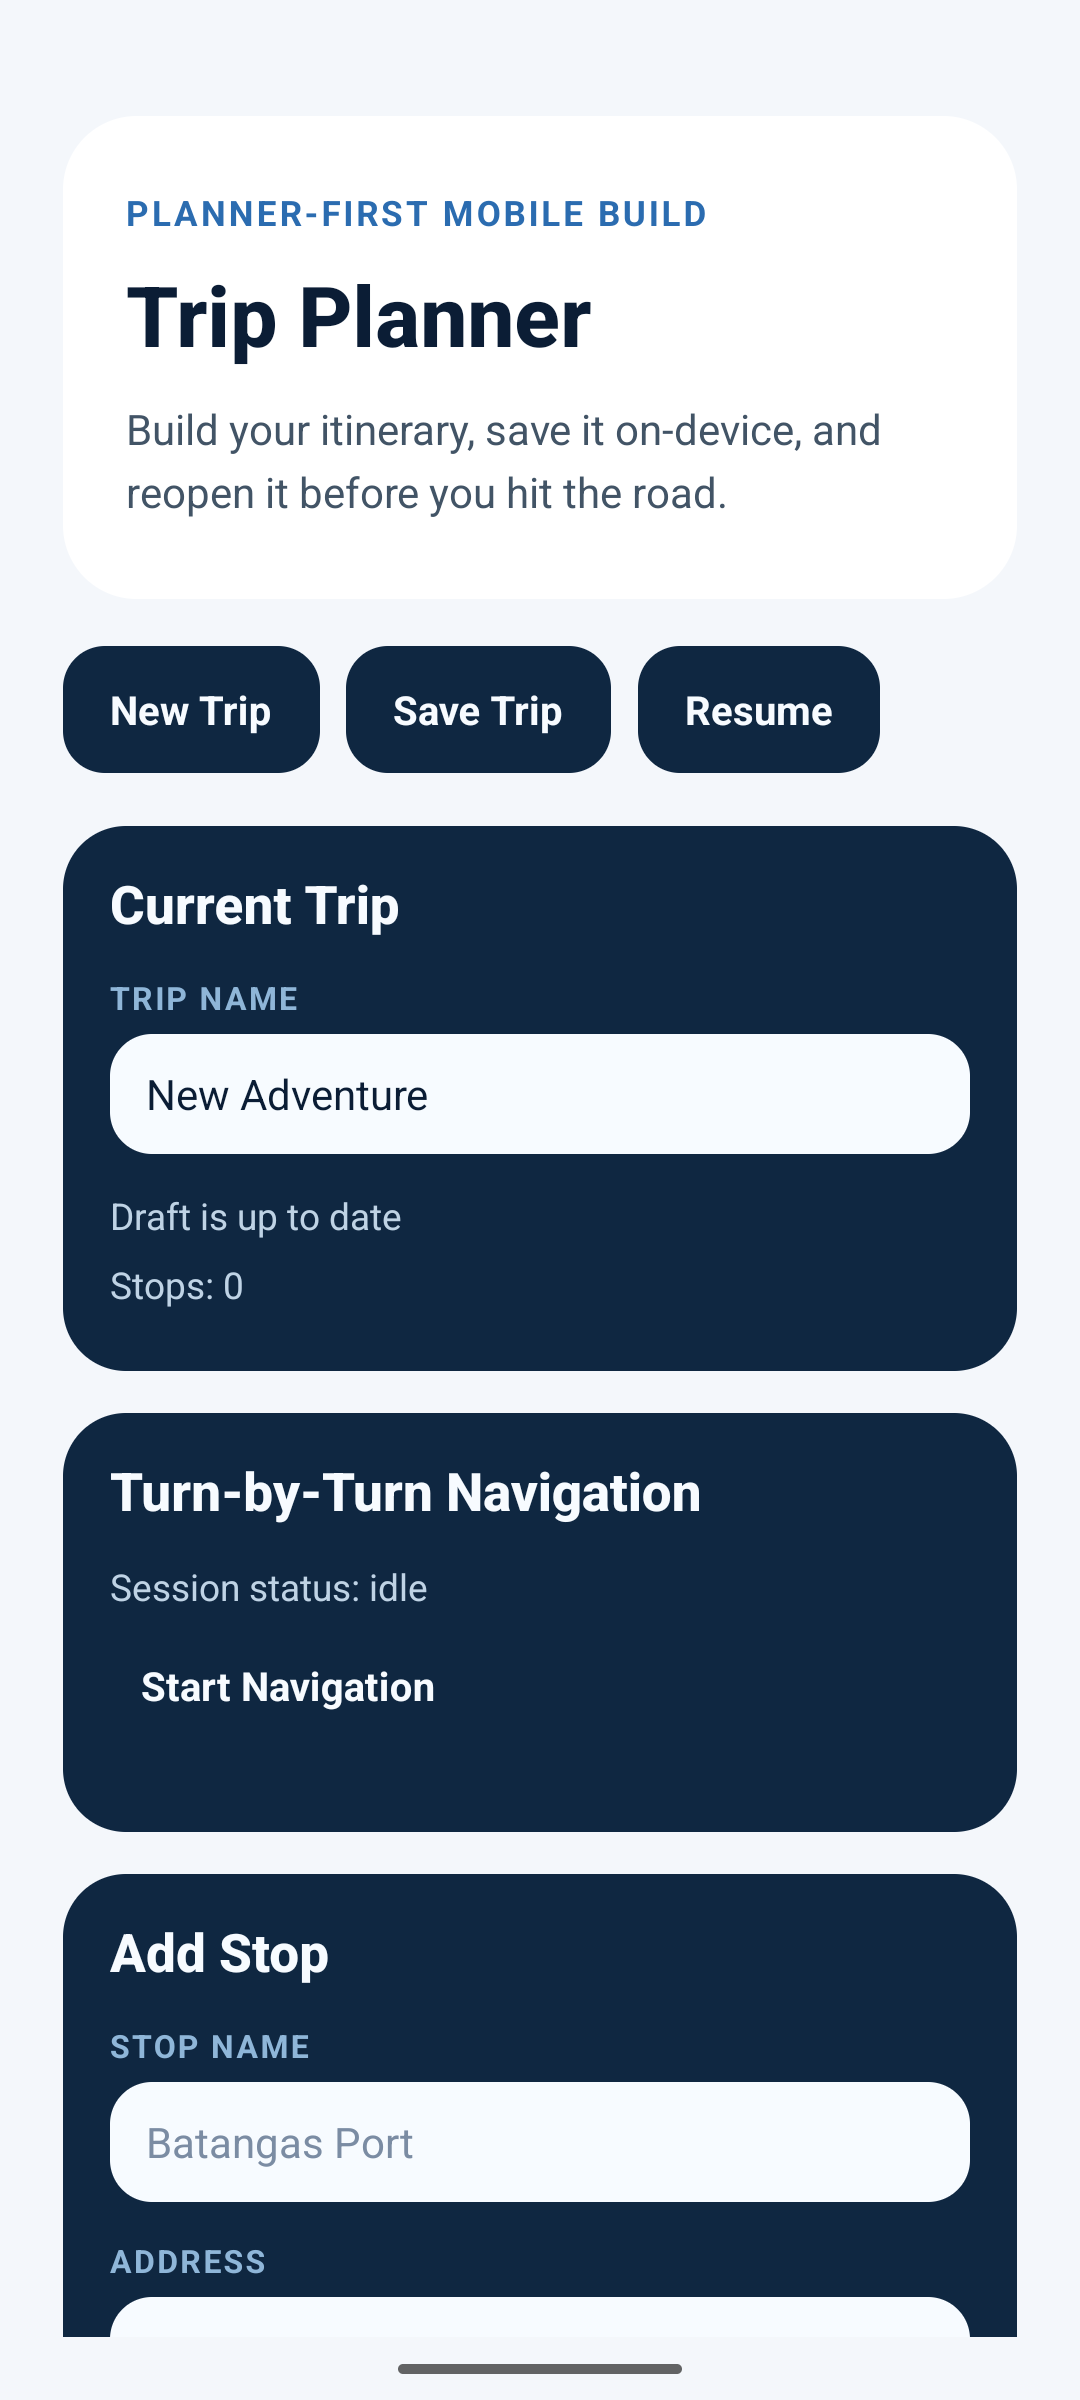 PLANNER-FIRST MOBILE BUILD
Trip Planner
Build your itinerary, save it on-device, and
reopen it before you hit the road.
New Trip
Save Trip
Resume
Current Trip
TRIP NAME
New Adventure
Draft is up to date
Stops: 0
Turn-by-Turn Navigation
Session status: idle
Start Navigation
Add Stop
STOP NAME
Batangas Port
ADDRESS